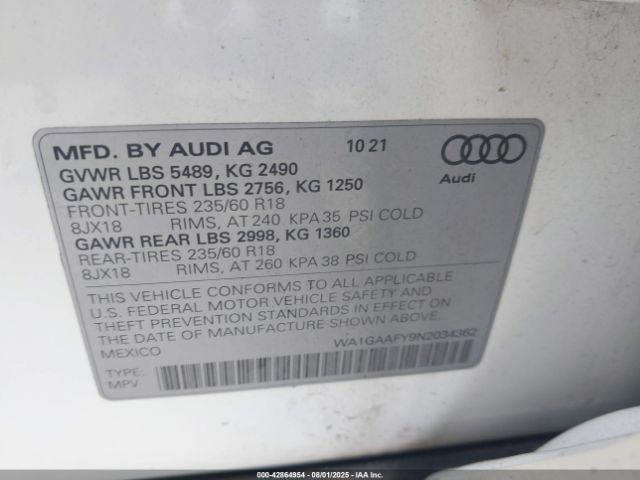 MFD. BY AUDI AG 10 21
Audi
GVWR LBS 5489, KG 2490
GAWR FRONT LBS 2756, KG 1250
FRONT-TIRES 235/60 R18
8JX18 RIMS, AT 240 KPA 35 PSI COLD
GAWR REAR LBS 2998, KG 1360
REAR-TIRES 235/60 R18
8JX18 RIMS, AT 260 KPA 38 PSI COLD
THIS VEHICLE CONFORMS TO ALL APPLICABLE
U.S. FEDERAL MOTOR VEHICLE SAFETY AND
THEFT PREVENTION STANDARDS IN EFFECT ON
THE DATE OF MANUFACTURE SHOWN ABOVE.
MEXICO WA1GAAFY9N2034362
TYPE:
MPV
000-42864954 - 08/01/2025 - IAA Inc.